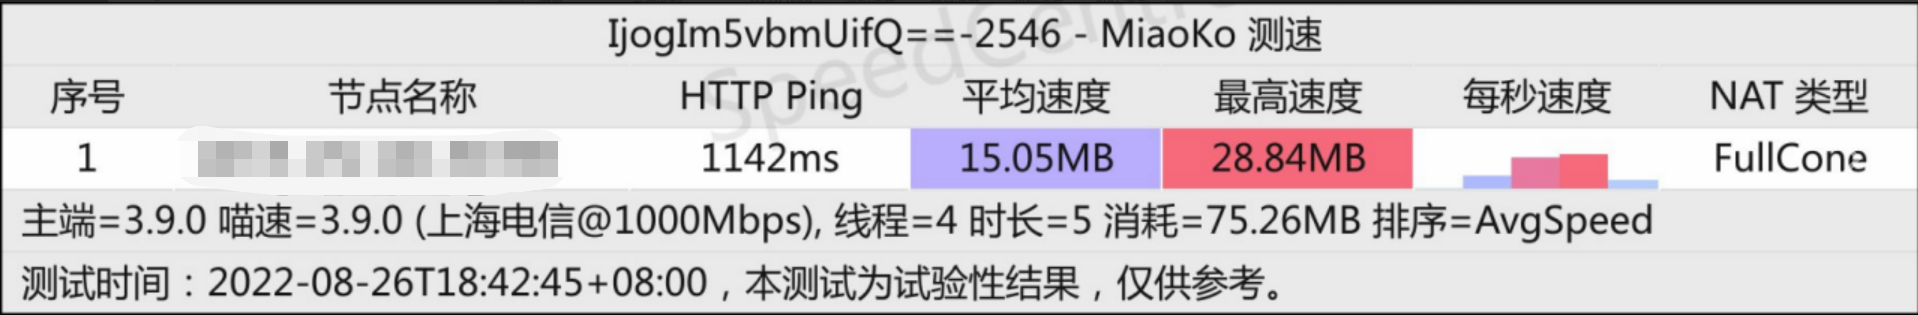 IjogIm5vbmUifQ==-2546 - MiaoKo 测速
序号 节点名称 HTTP Ping 平均速度 最高速度 每秒速度 NAT 类型
1 1142ms 15.05MB 28.84MB FullCone
主端=3.9.0 喵速=3.9.0 (上海电信@1000Mbps), 线程=4 时长=5 消耗=75.26MB 排序=AvgSpeed
测试时间：2022-08-26T18:42:45+08:00，本测试为试验性结果，仅供参考。